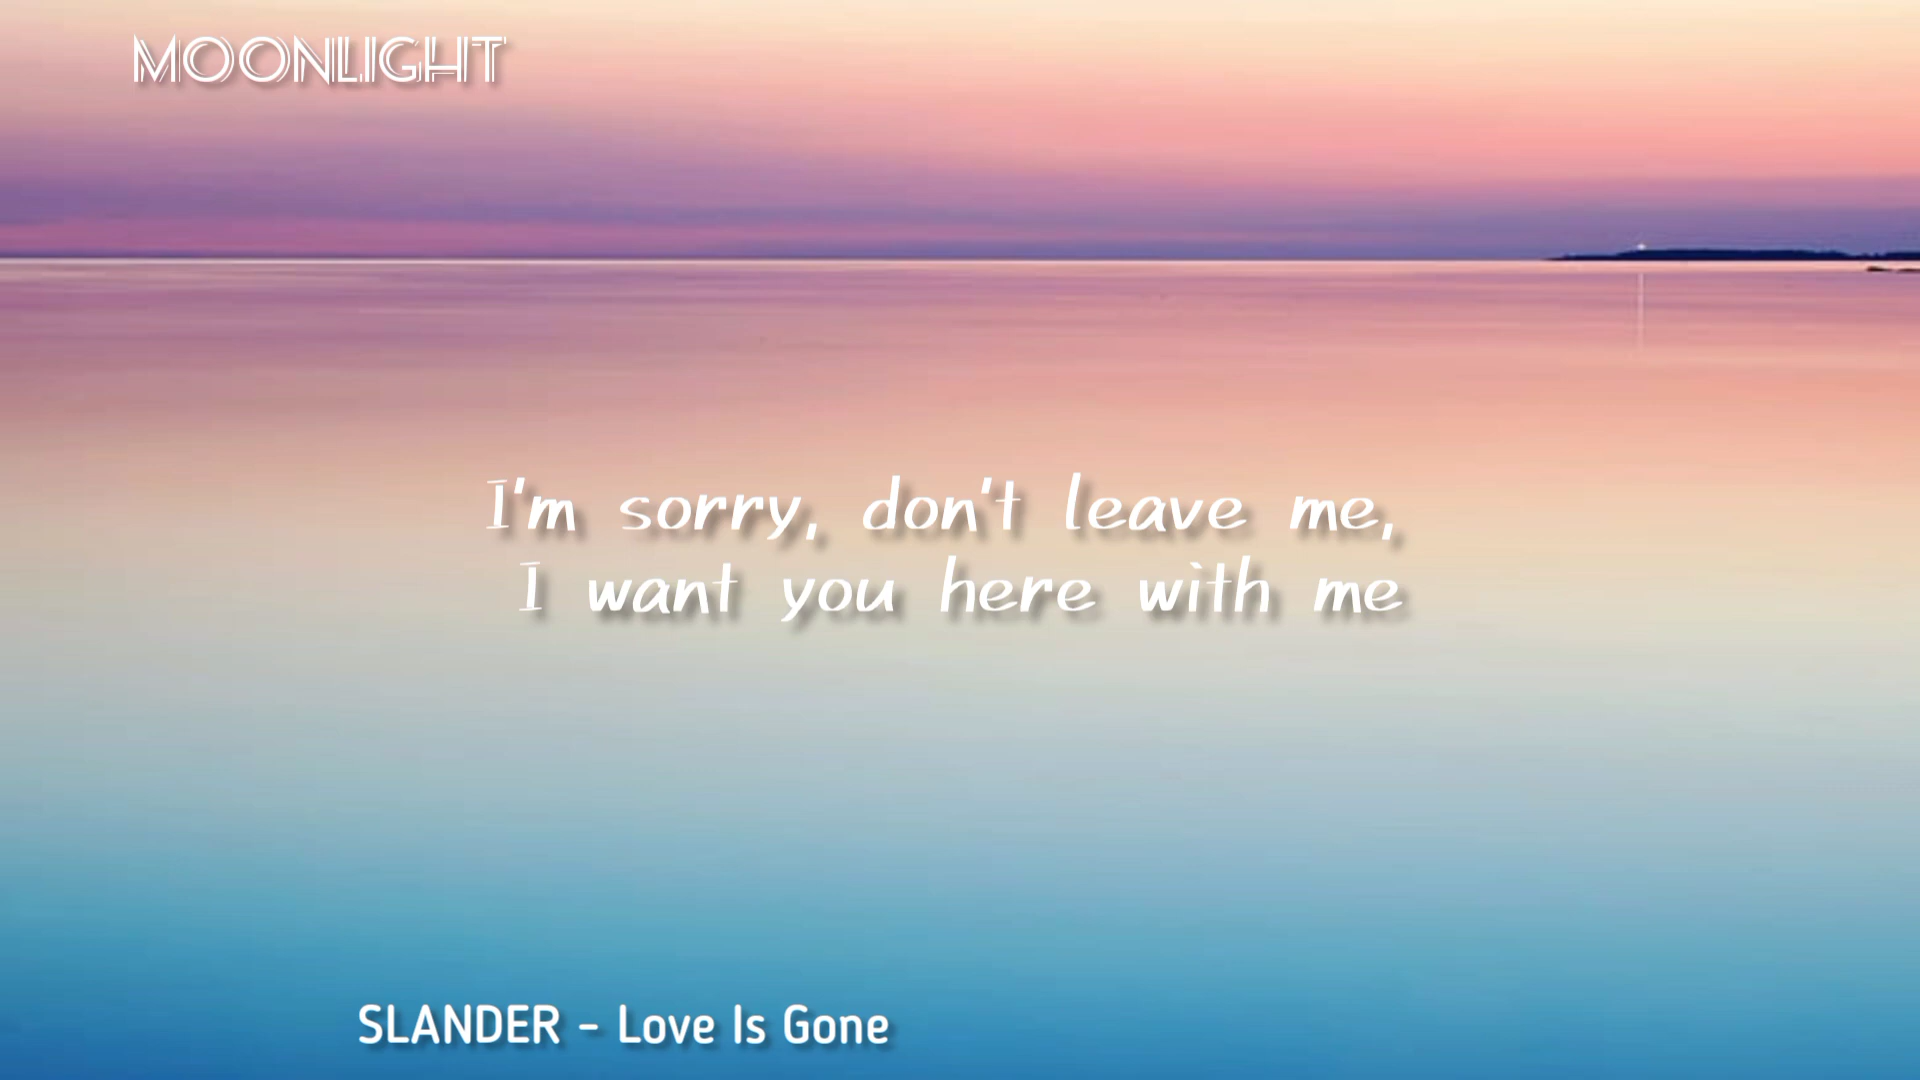 MOONLIGHT
I'm sorry, don't leave me,
I want you here with me
SLANDER - Love Is Gone